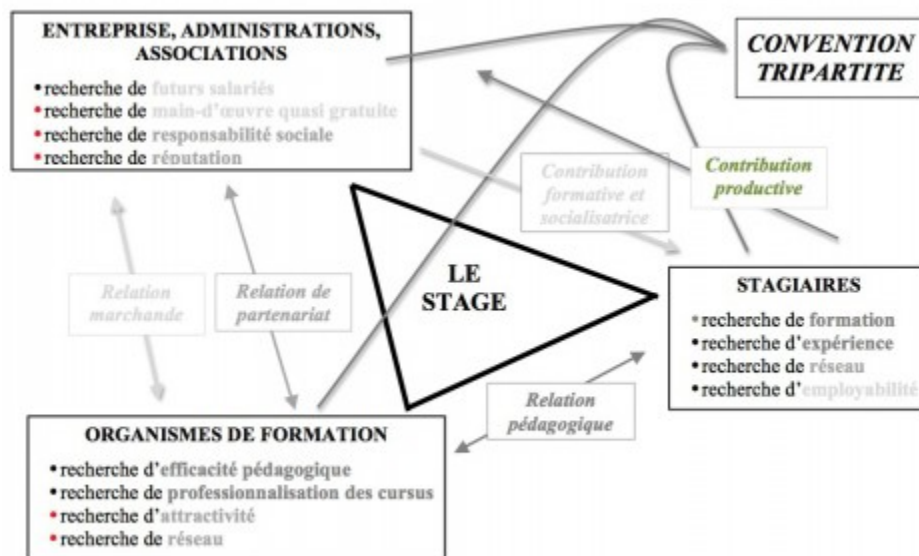 ENTREPRISE, ADMINISTRATIONS,
ASSOCIATIONS
•recherche de futurs salariés
•recherche de main-d'œuvre quasi gratuite
•recherche de responsabilité sociale
•recherche de réputation
CONVENTION
TRIPARTITE
Contribution
formative et
socialisatrice
Contribution
productive
Relation
marchande
Relation de
partenariat
LE
STAGE
STAGIAIRES
•recherche de formation
•recherche d'expérience
•recherche de réseau
•recherche d'employabilité
Relation
pédagogique
ORGANISMES DE FORMATION
•recherche d'efficacité pédagogique
•recherche de professionnalisation des cursus
•recherche d'attractivité
•recherche de réseau